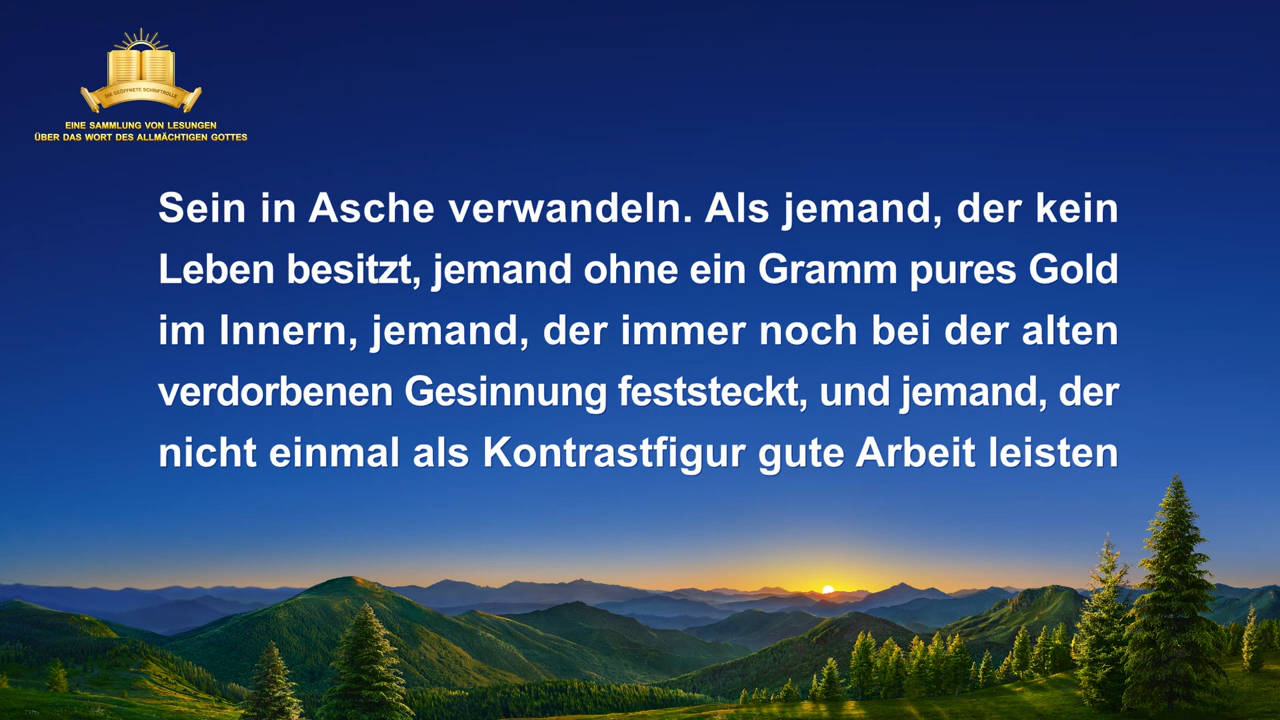 DIE GEÖFFNETE SCHRIFTROLLE
EINE SAMMLUNG VON LESUNGEN
ÜBER DAS WORT DES ALLMÄCHTIGEN GOTTES
Sein in Asche verwandeln. Als jemand, der kein
Leben besitzt, jemand ohne ein Gramm pures Gold
im Innern, jemand, der immer noch bei der alten
verdorbenen Gesinnung feststeckt, und jemand, der
nicht einmal als Kontrastfigur gute Arbeit leisten